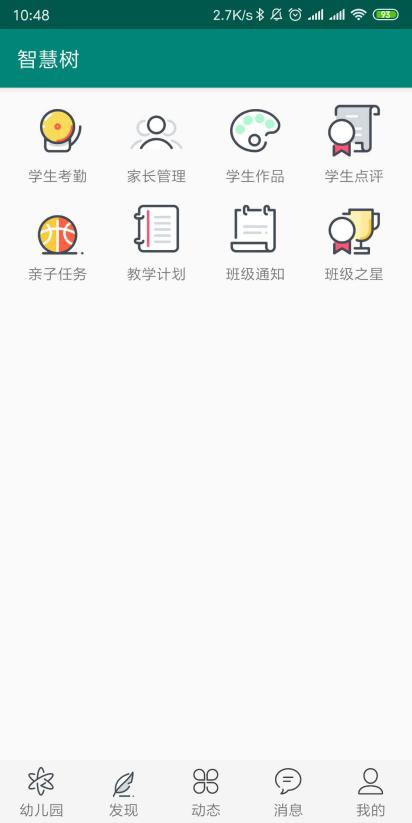 10:48 2.7K/s 93
智慧树
学生考勤 家长管理 学生作品 学生点评
亲子任务 教学计划 班级通知 班级之星
幼儿园 发现 动态 消息 我的